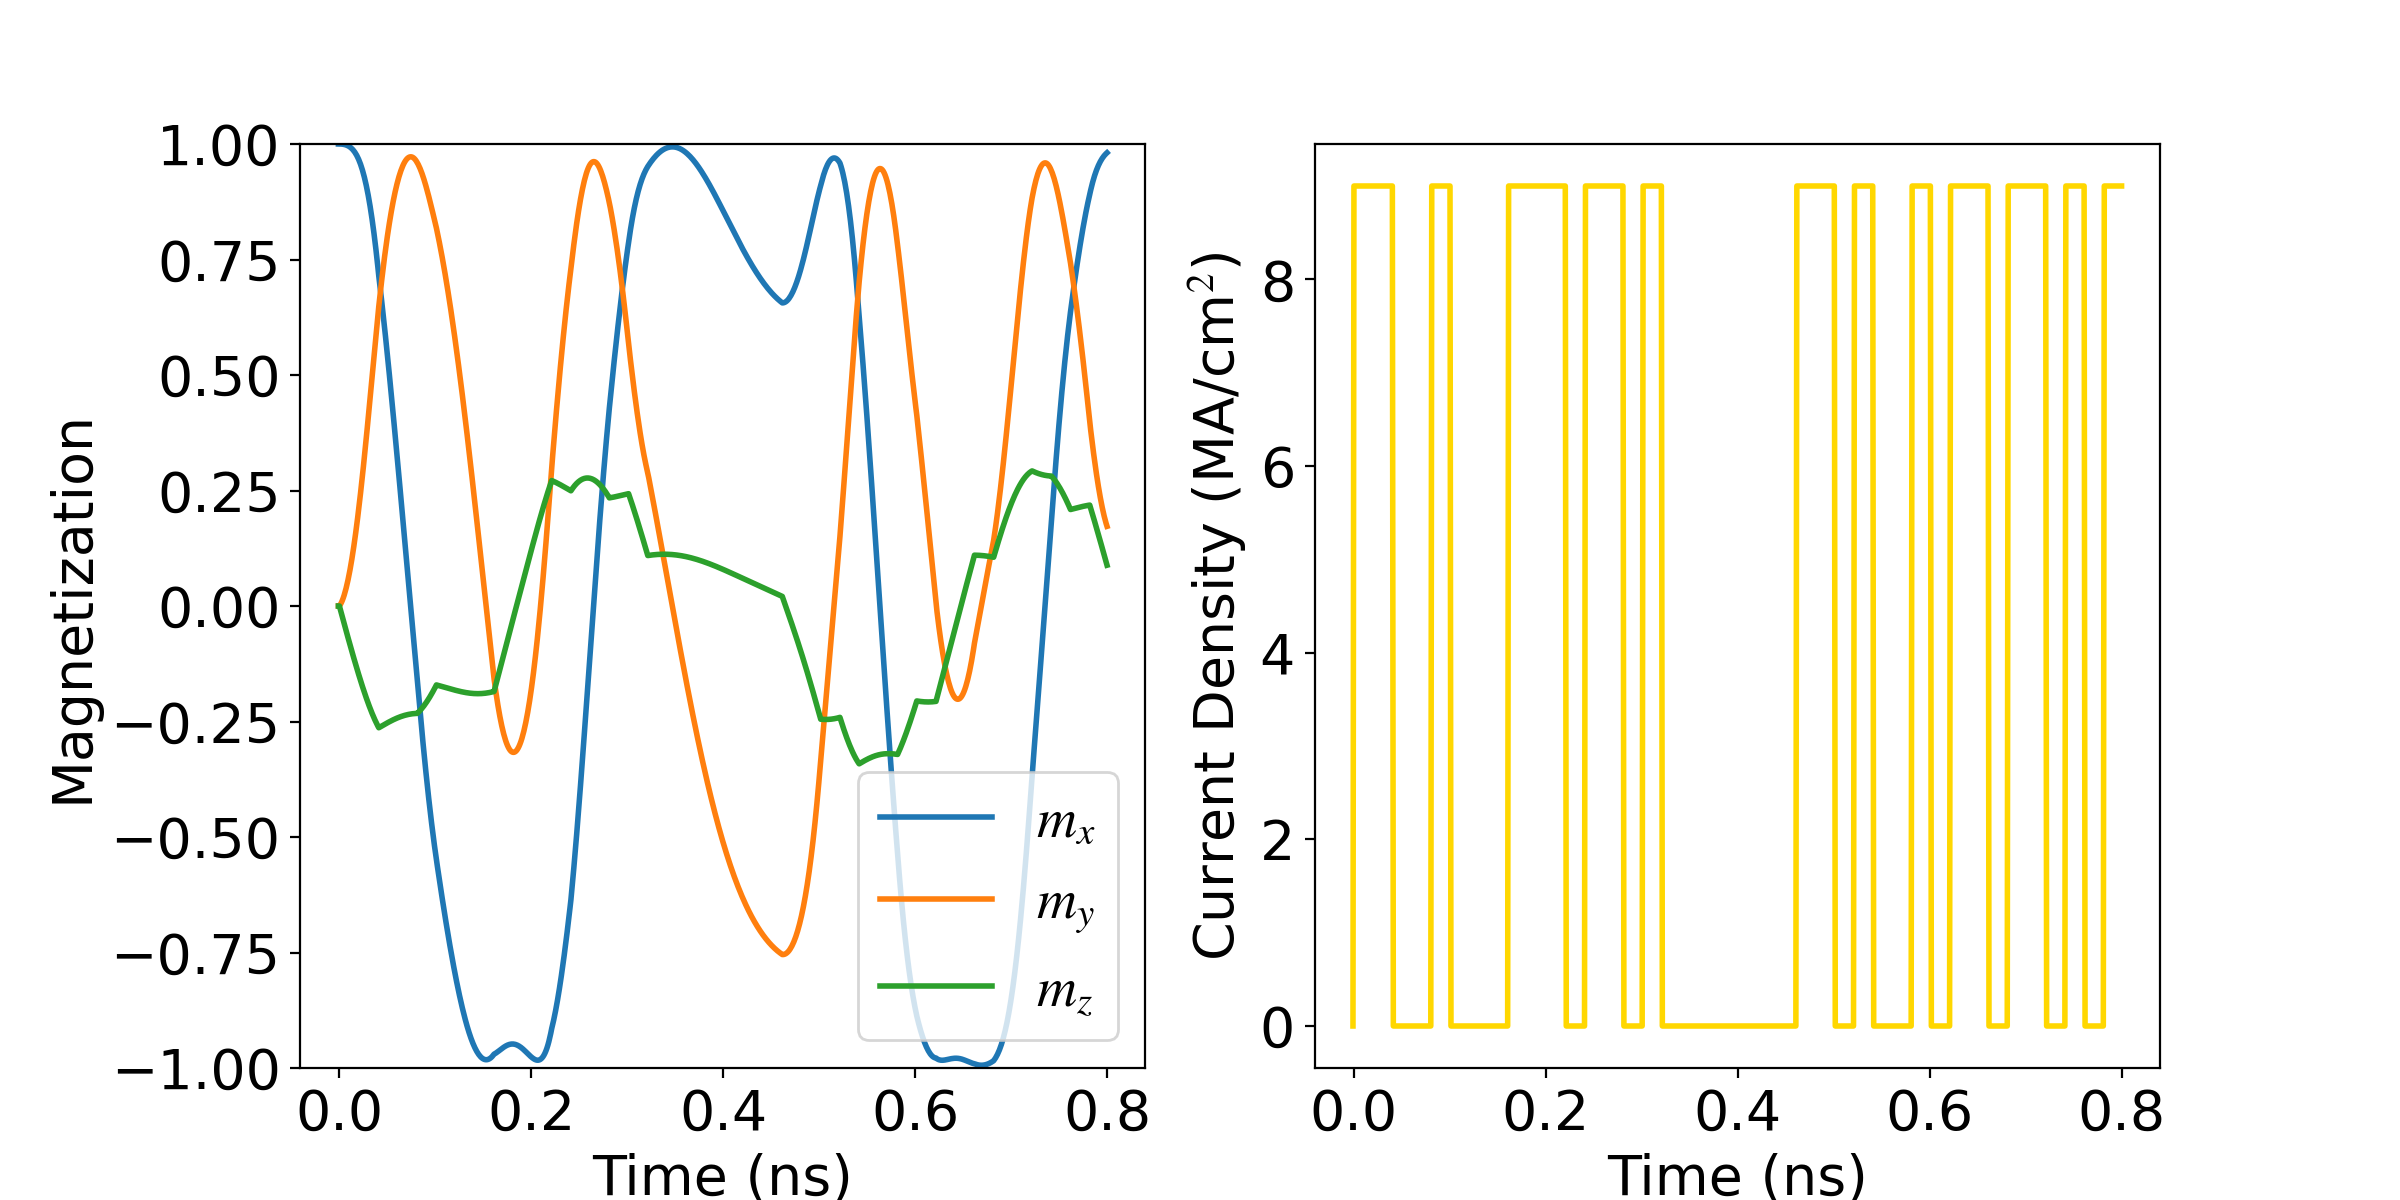 Magnetization
1.00
0.75
0.50
0.25
0.00
−0.25
−0.50
−0.75
−1.00
0.0 0.2 0.4 0.6 0.8
Time (ns)
mₓ
m_y
m_z
Current Density (MA/cm²)
8
6
4
2
0
0.0 0.2 0.4 0.6 0.8
Time (ns)